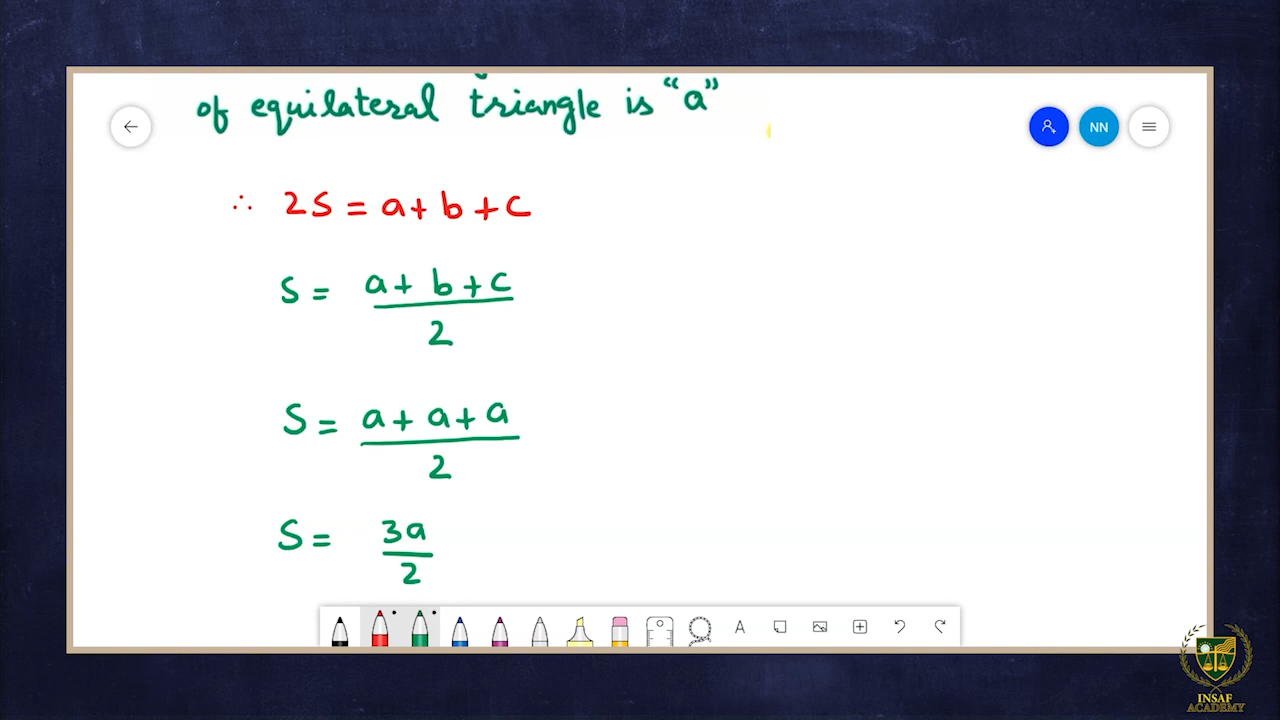 of equilateral triangle is “a”
NN
∴ 2S = a + b + c
S = a + b + c
2
S = a + a + a
2
S = 3a
2
A
INSAF
ACADEMY